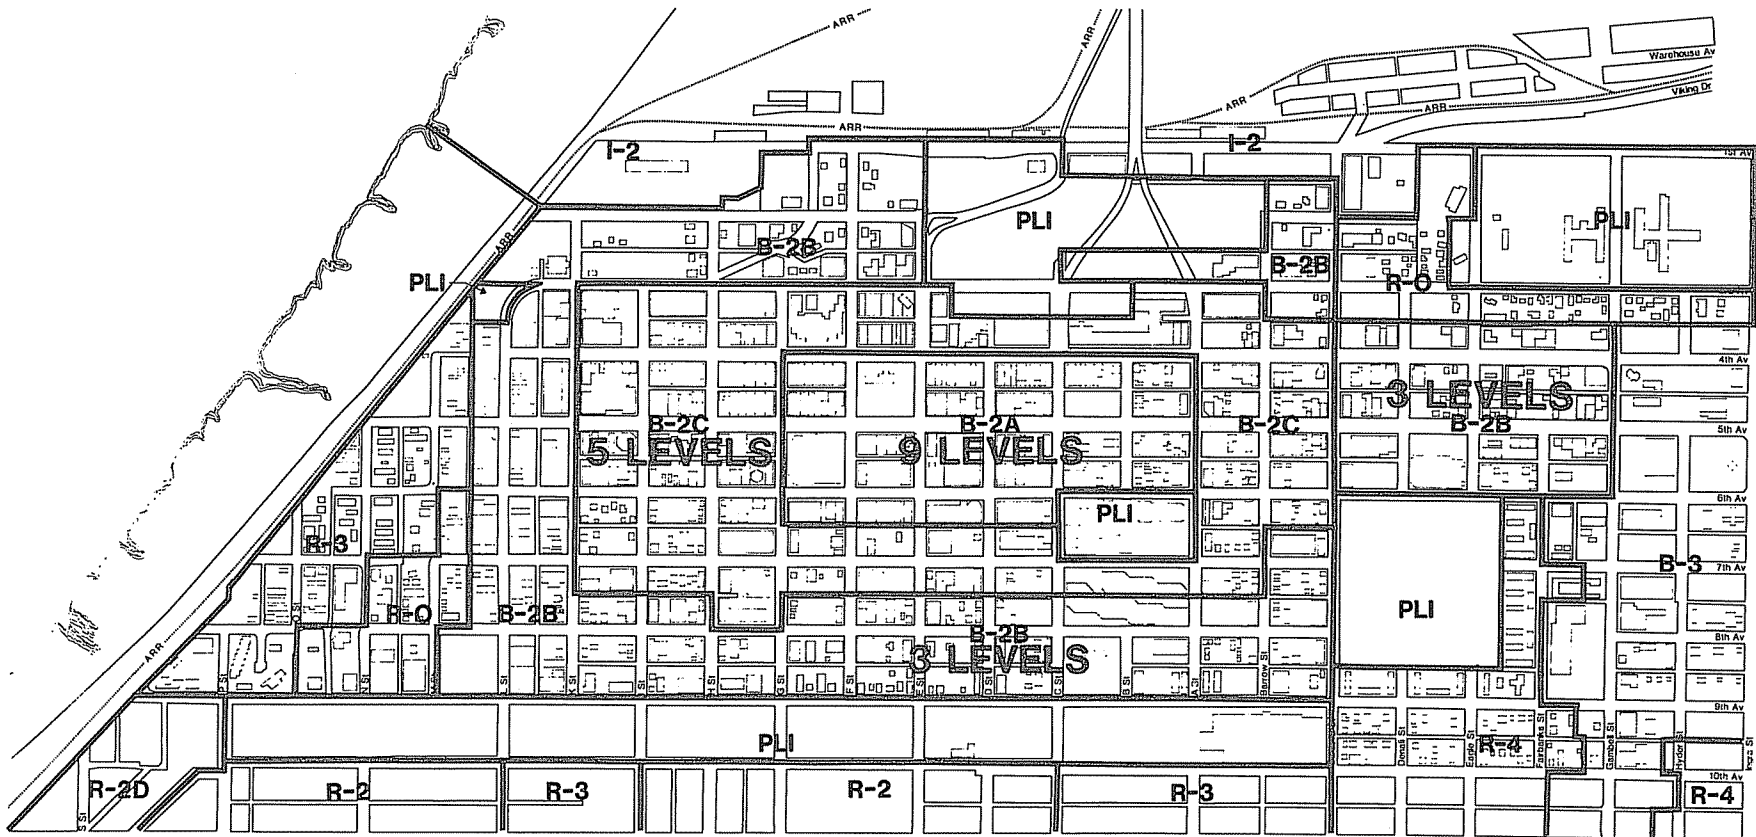 ARR
ARR
Warehouse Av
Viking Dr
ARR
ARR
ARR
I-2
I-2
1st Av
PLI
PLI
ARR
B-2B
B-2B
PLI
R-O
4th Av
3 LEVELS
B-2C
B-2A
B-2C
B-2B
5th Av
5 LEVELS
9 LEVELS
6th Av
PLI
R-3
B-3
7th Av
R-O
B-2B
PLI
B-2B
8th Av
3 LEVELS
ARR
P St
N St
L St
K St
I St
H St
G St
F St
E St
D St
C St
B St
A St
Barrow St
9th Av
PLI
Denali St
Eagle St
R-4
Fairbanks St
Gambell St
Hyder St
Ingra St
10th Av
R-2D
R-2
R-3
R-2
R-3
R-4
S St